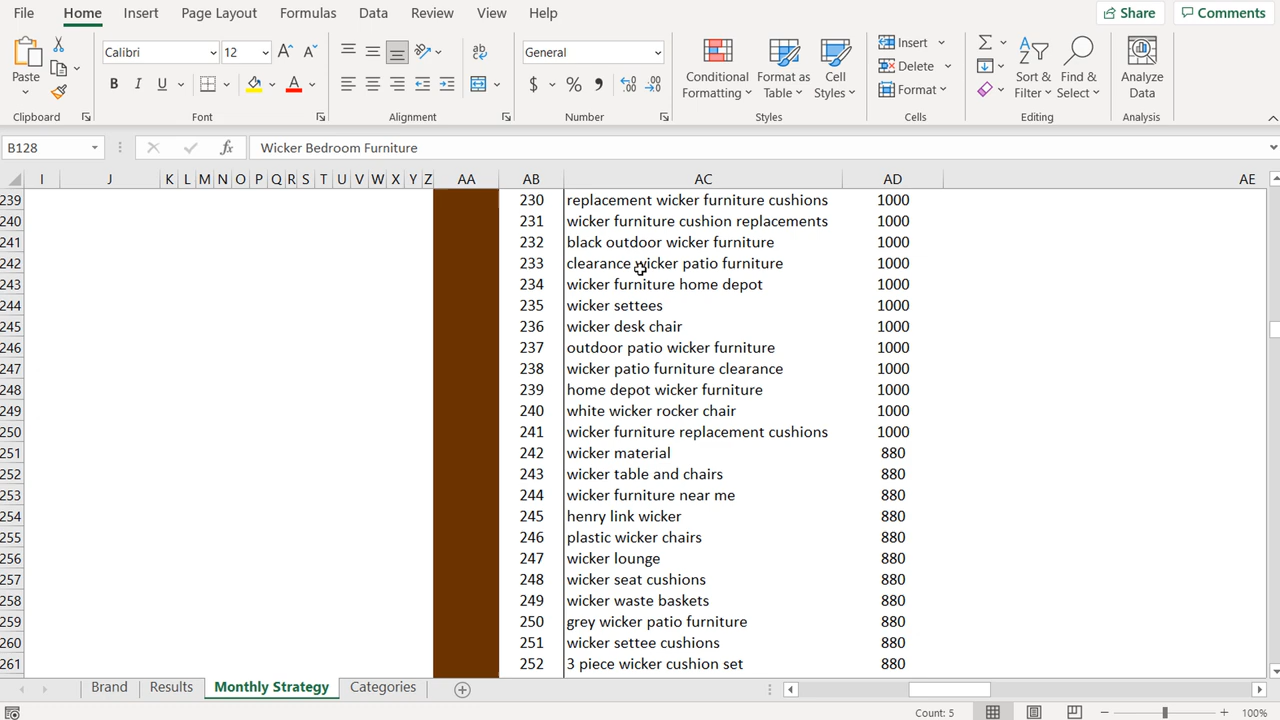 File Home Insert Page Layout Formulas Data Review View Help Share Comments
Paste Calibri 12 A A ab General Conditional Formatting Format as Table Cell Styles Insert Delete Format Sort & Filter Find & Select Analyze Data
B I U A $ % 9
Clipboard Font Alignment Number Styles Cells Editing Analysis
B128 fx Wicker Bedroom Furniture
I J K L M N O P Q R S T U V W X Y Z AA AB AC AD AE
239 230 replacement wicker furniture cushions 1000
240 231 wicker furniture cushion replacements 1000
241 232 black outdoor wicker furniture 1000
242 233 clearance wicker patio furniture 1000
243 234 wicker furniture home depot 1000
244 235 wicker settees 1000
245 236 wicker desk chair 1000
246 237 outdoor patio wicker furniture 1000
247 238 wicker patio furniture clearance 1000
248 239 home depot wicker furniture 1000
249 240 white wicker rocker chair 1000
250 241 wicker furniture replacement cushions 1000
251 242 wicker material 880
252 243 wicker table and chairs 880
253 244 wicker furniture near me 880
254 245 henry link wicker 880
255 246 plastic wicker chairs 880
256 247 wicker lounge 880
257 248 wicker seat cushions 880
258 249 wicker waste baskets 880
259 250 grey wicker patio furniture 880
260 251 wicker settee cushions 880
261 252 3 piece wicker cushion set 880
Brand Results Monthly Strategy Categories
Count: 5 100%